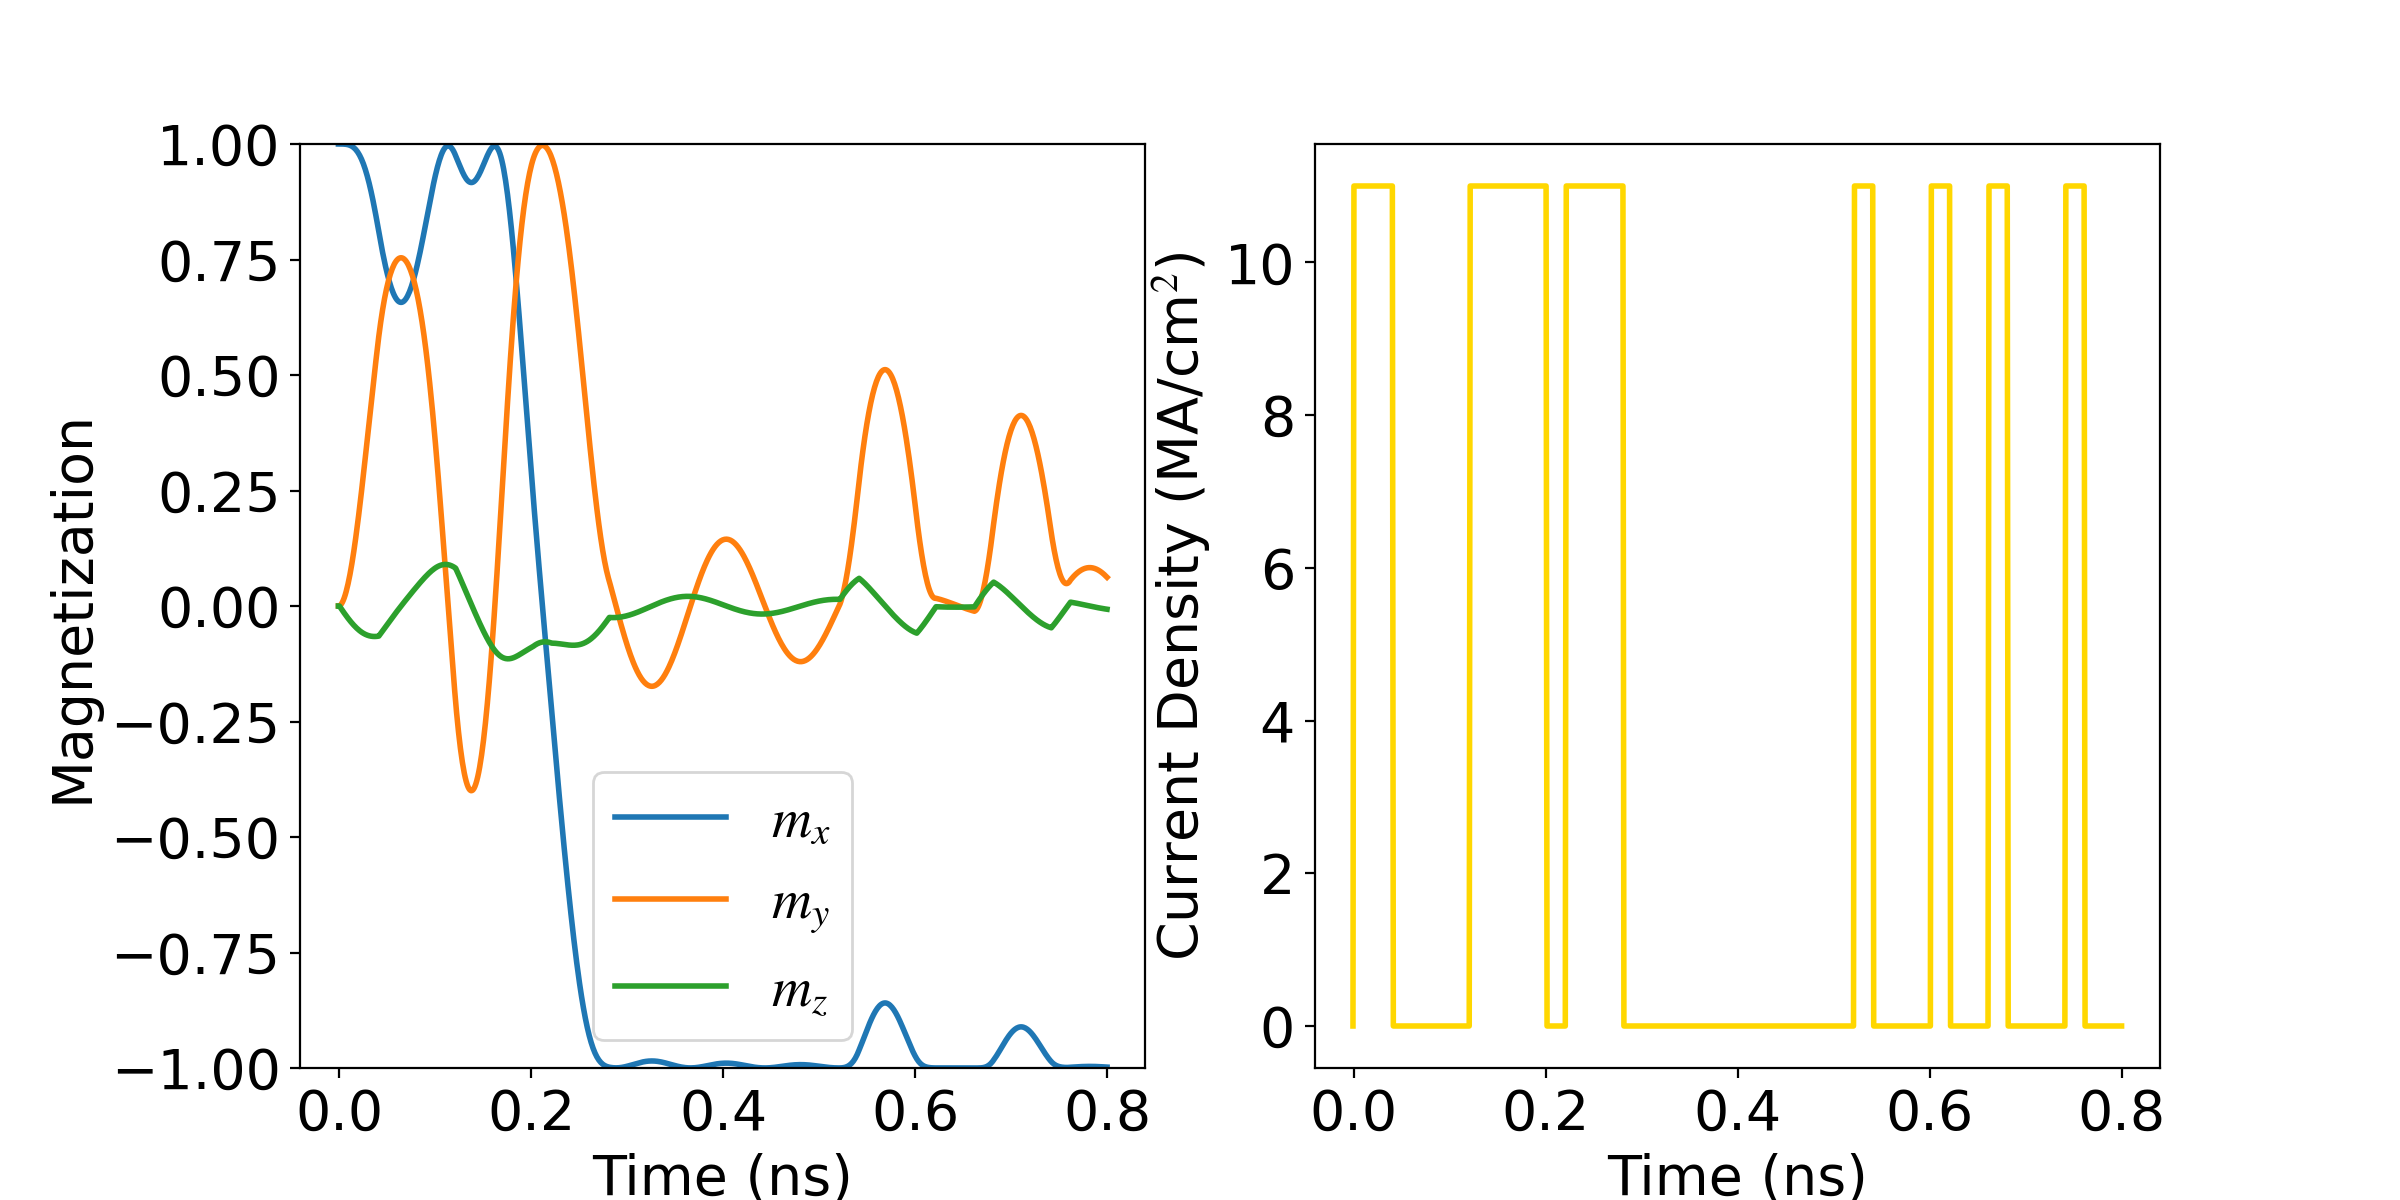 Magnetization
1.00
0.75
0.50
0.25
0.00
−0.25
−0.50
−0.75
−1.00
0.0 0.2 0.4 0.6 0.8
Time (ns)
m_x
m_y
m_z
Current Density (MA/cm²)
10
8
6
4
2
0
0.0 0.2 0.4 0.6 0.8
Time (ns)